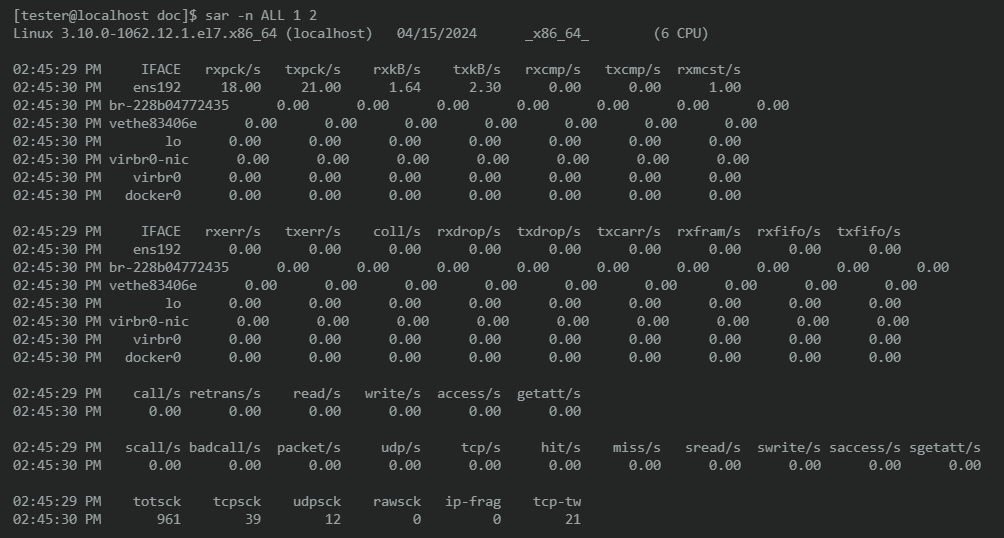 [tester@localhost doc]$ sar -n ALL 1 2
Linux 3.10.0-1062.12.1.el7.x86_64 (localhost)   04/15/2024      _x86_64_        (6 CPU)

02:45:29 PM     IFACE   rxpck/s   txpck/s    rxkB/s    txkB/s   rxcmp/s   txcmp/s  rxmcst/s
02:45:30 PM    ens192     18.00     21.00      1.64      2.30      0.00      0.00      1.00
02:45:30 PM br-228b04772435      0.00      0.00      0.00      0.00      0.00      0.00      0.00
02:45:30 PM vethe83406e      0.00      0.00      0.00      0.00      0.00      0.00      0.00
02:45:30 PM        lo      0.00      0.00      0.00      0.00      0.00      0.00      0.00
02:45:30 PM virbr0-nic      0.00      0.00      0.00      0.00      0.00      0.00      0.00
02:45:30 PM    virbr0      0.00      0.00      0.00      0.00      0.00      0.00      0.00
02:45:30 PM   docker0      0.00      0.00      0.00      0.00      0.00      0.00      0.00

02:45:29 PM     IFACE   rxerr/s   txerr/s    coll/s  rxdrop/s  txdrop/s  txcarr/s  rxfram/s  rxfifo/s  txfifo/s
02:45:30 PM    ens192      0.00      0.00      0.00      0.00      0.00      0.00      0.00      0.00      0.00
02:45:30 PM br-228b04772435      0.00      0.00      0.00      0.00      0.00      0.00      0.00      0.00      0.00
02:45:30 PM vethe83406e      0.00      0.00      0.00      0.00      0.00      0.00      0.00      0.00      0.00
02:45:30 PM        lo      0.00      0.00      0.00      0.00      0.00      0.00      0.00      0.00      0.00
02:45:30 PM virbr0-nic      0.00      0.00      0.00      0.00      0.00      0.00      0.00      0.00      0.00
02:45:30 PM    virbr0      0.00      0.00      0.00      0.00      0.00      0.00      0.00      0.00      0.00
02:45:30 PM   docker0      0.00      0.00      0.00      0.00      0.00      0.00      0.00      0.00      0.00

02:45:29 PM    call/s retrans/s    read/s   write/s  access/s  getatt/s
02:45:30 PM      0.00      0.00      0.00      0.00      0.00      0.00

02:45:29 PM   scall/s badcall/s  packet/s     udp/s     tcp/s     hit/s    miss/s   sread/s  swrite/s saccess/s sgetatt/s
02:45:30 PM      0.00      0.00      0.00      0.00      0.00      0.00      0.00      0.00      0.00      0.00      0.00

02:45:29 PM    totsck    tcpsck    udpsck    rawsck   ip-frag    tcp-tw
02:45:30 PM       961        39        12         0         0        21